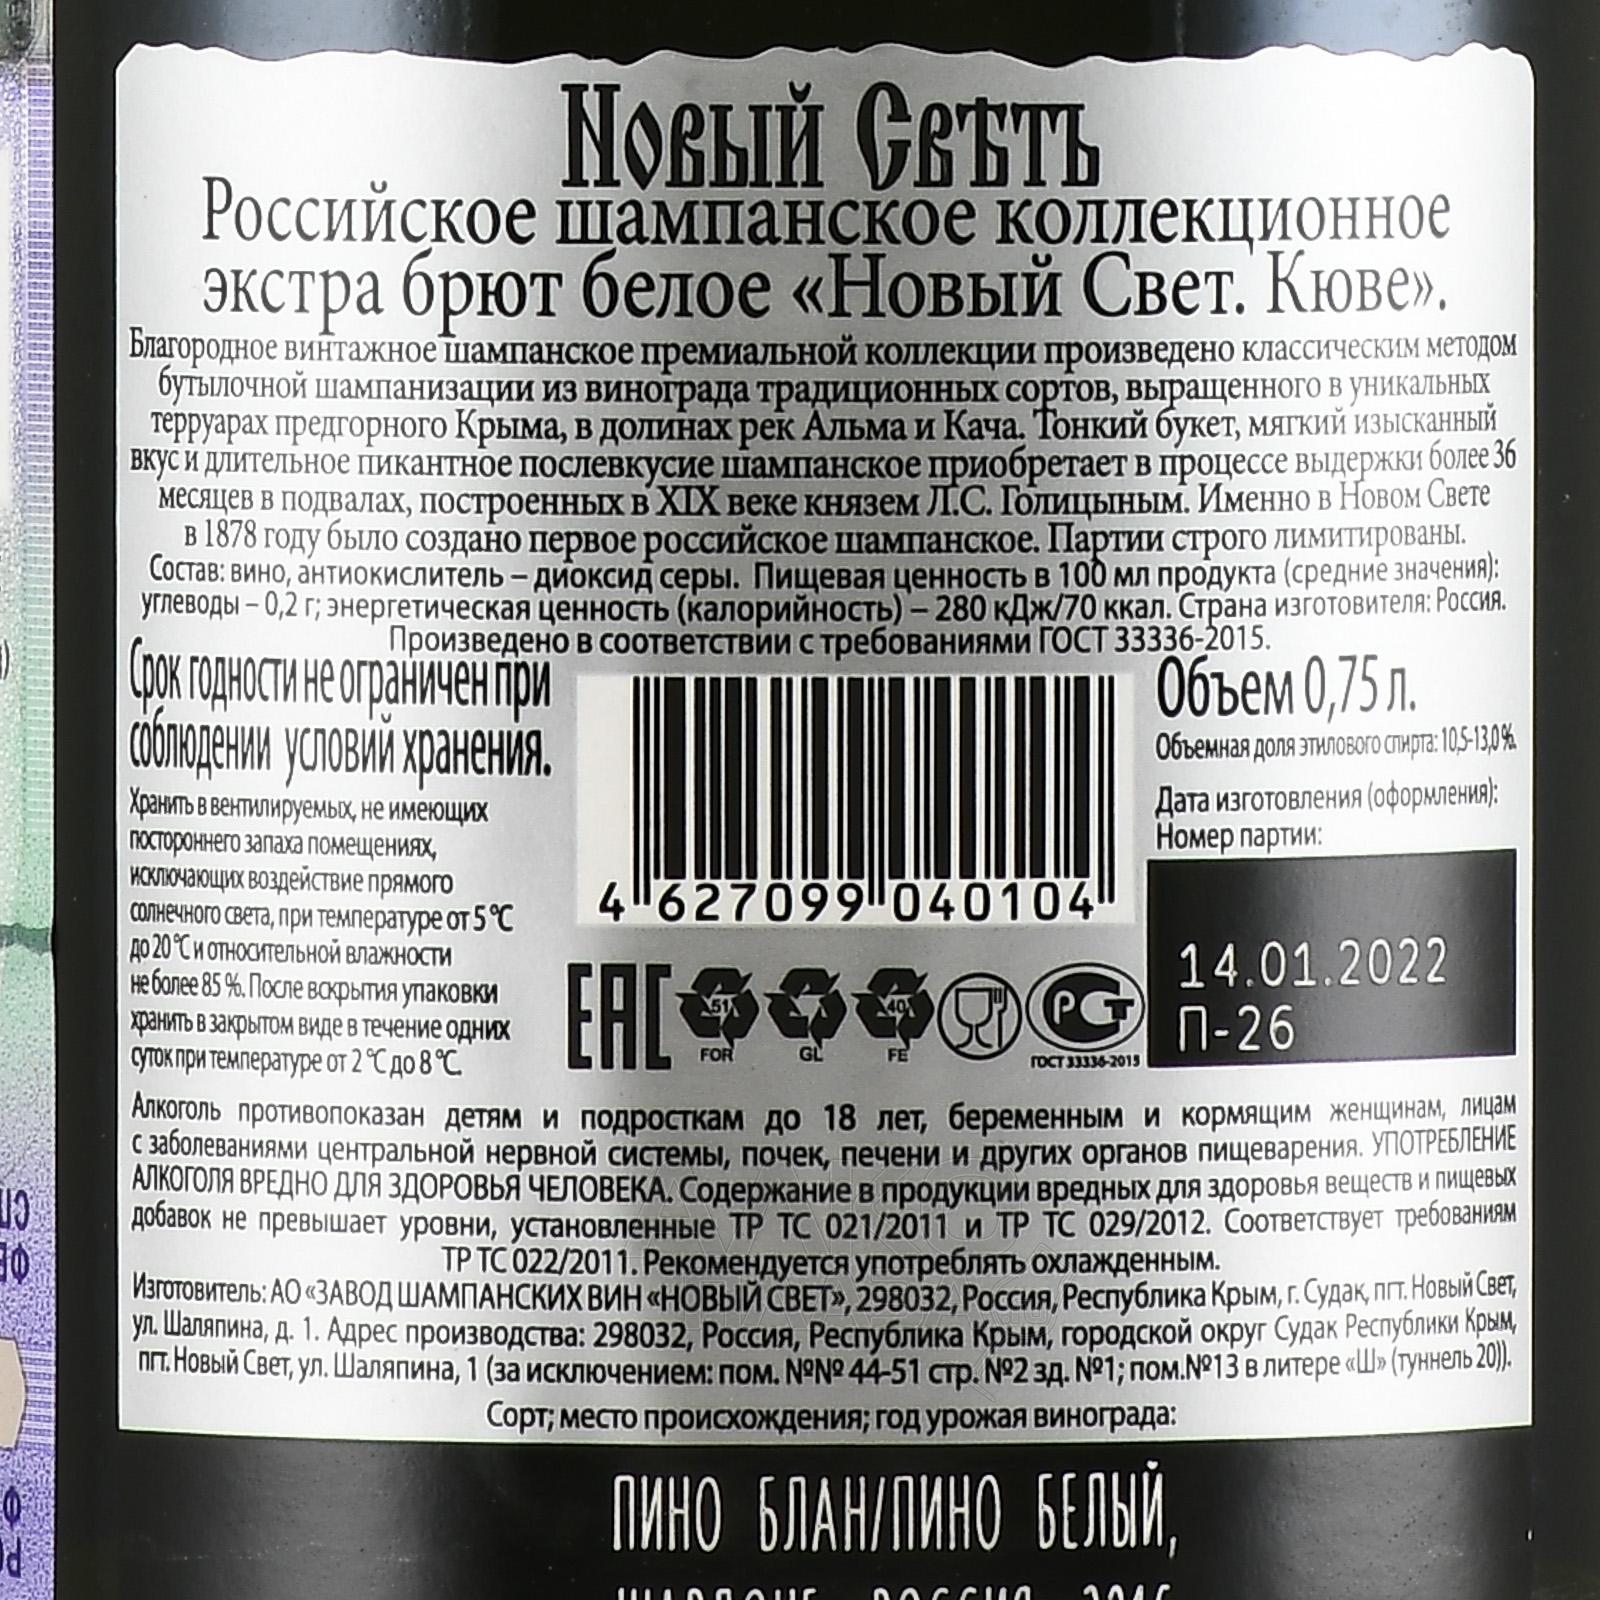 Nовый Свѣтъ
Российское шампанское коллекционное
экстра брют белое «Новый Свет. Кюве».
Благородное винтажное шампанское премиальной коллекции произведено классическим методом
бутылочной шампанизации из винограда традиционных сортов, выращенного в уникальных
терруарах предгорного Крыма, в долинах рек Альма и Кача. Тонкий букет, мягкий изысканный
вкус и длительное пикантное послевкусие шампанское приобретает в процессе выдержки более 36
месяцев в подвалах, построенных в XIX веке князем Л.С. Голицыным. Именно в Новом Свете
в 1878 году было создано первое российское шампанское. Партии строго лимитированы.
Состав: вино, антиокислитель – диоксид серы. Пищевая ценность в 100 мл продукта (средние значения):
углеводы – 0,2 г; энергетическая ценность (калорийность) – 280 кДж/70 ккал. Страна изготовителя: Россия.
Произведено в соответствии с требованиями ГОСТ 33336-2015.
Срок годности не ограничен при
соблюдении условий хранения.
Хранить в вентилируемых, не имеющих
постороннего запаха помещениях,
исключающих воздействие прямого
солнечного света, при температуре от 5 °С
до 20 °С и относительной влажности
не более 85 %. После вскрытия упаковки
хранить в закрытом виде в течение одних
суток при температуре от 2 °С до 8 °С.
4 627099 040104
EAC
51
FOR
GL
40
FE
РСТ
ГОСТ 33336-2015
Объем 0,75 л.
Объемная доля этилового спирта: 10,5-13,0 %.
Дата изготовления (оформления):
Номер партии:
14.01.2022
П-26
Алкоголь противопоказан детям и подросткам до 18 лет, беременным и кормящим женщинам, лицам
с заболеваниями центральной нервной системы, почек, печени и других органов пищеварения. УПОТРЕБЛЕНИЕ
АЛКОГОЛЯ ВРЕДНО ДЛЯ ЗДОРОВЬЯ ЧЕЛОВЕКА. Содержание в продукции вредных для здоровья веществ и пищевых
добавок не превышает уровни, установленные ТР ТС 021/2011 и ТР ТС 029/2012. Соответствует требованиям
ТР ТС 022/2011. Рекомендуется употреблять охлажденным.
Изготовитель: АО «ЗАВОД ШАМПАНСКИХ ВИН «НОВЫЙ СВЕТ», 298032, Россия, Республика Крым, г. Судак, пгт. Новый Свет,
ул. Шаляпина, д. 1. Адрес производства: 298032, Россия, Республика Крым, городской округ Судак Республики Крым,
пгт. Новый Свет, ул. Шаляпина, 1 (за исключением: пом. №№ 44-51 стр. №2 зд. №1; пом.№13 в литере «Ш» (туннель 20)).
Сорт; место происхождения; год урожая винограда:
ПИНО БЛАН/ПИНО БЕЛЫЙ,